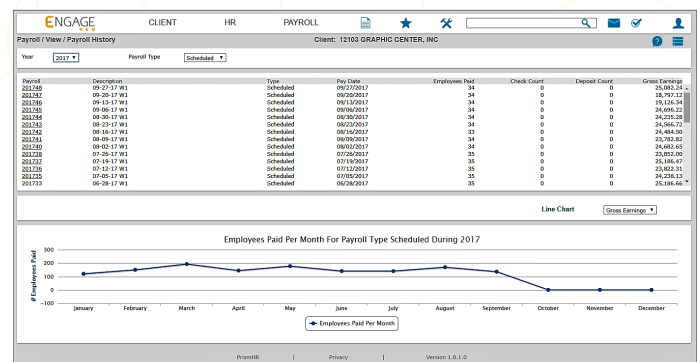 ENGAGE
PEO
CLIENT HR PAYROLL
Payroll / View / Payroll History Client: 12103 GRAPHIC CENTER, INC
Year 2017 Payroll Type Scheduled
Payroll Description Type Pay Date Employees Paid Check Count Deposit Count Gross Earnings
201748 09-27-17 W1 Scheduled 09/27/2017 34 0 0 25,082.24
201747 09-20-17 W1 Scheduled 09/20/2017 34 0 0 18,797.12
201746 09-13-17 W1 Scheduled 09/13/2017 34 0 0 19,126.34
201745 09-06-17 W1 Scheduled 09/06/2017 34 0 0 24,696.22
201744 08-30-17 W1 Scheduled 08/30/2017 34 0 0 24,235.28
201743 08-23-17 W1 Scheduled 08/23/2017 34 0 0 24,566.72
201742 08-16-17 W1 Scheduled 08/16/2017 33 0 0 24,484.50
201741 08-09-17 W1 Scheduled 08/09/2017 34 0 0 23,782.82
201740 08-02-17 W1 Scheduled 08/02/2017 34 0 0 24,682.65
201738 07-26-17 W1 Scheduled 07/26/2017 35 0 0 23,852.00
201737 07-19-17 W1 Scheduled 07/19/2017 35 0 0 25,186.47
201736 07-12-17 W1 Scheduled 07/12/2017 35 0 0 23,822.31
201735 07-05-17 W1 Scheduled 07/05/2017 35 0 0 24,238.13
201733 06-28-17 W1 Scheduled 06/28/2017 35 0 0 25,186.66
Line Chart Gross Earnings
Employees Paid Per Month For Payroll Type Scheduled During 2017
# Employees Paid
300
200
100
0
-100
January February March April May June July August September October November December
Employees Paid Per Month
PrismHR | Privacy | Version 1.8.1.0